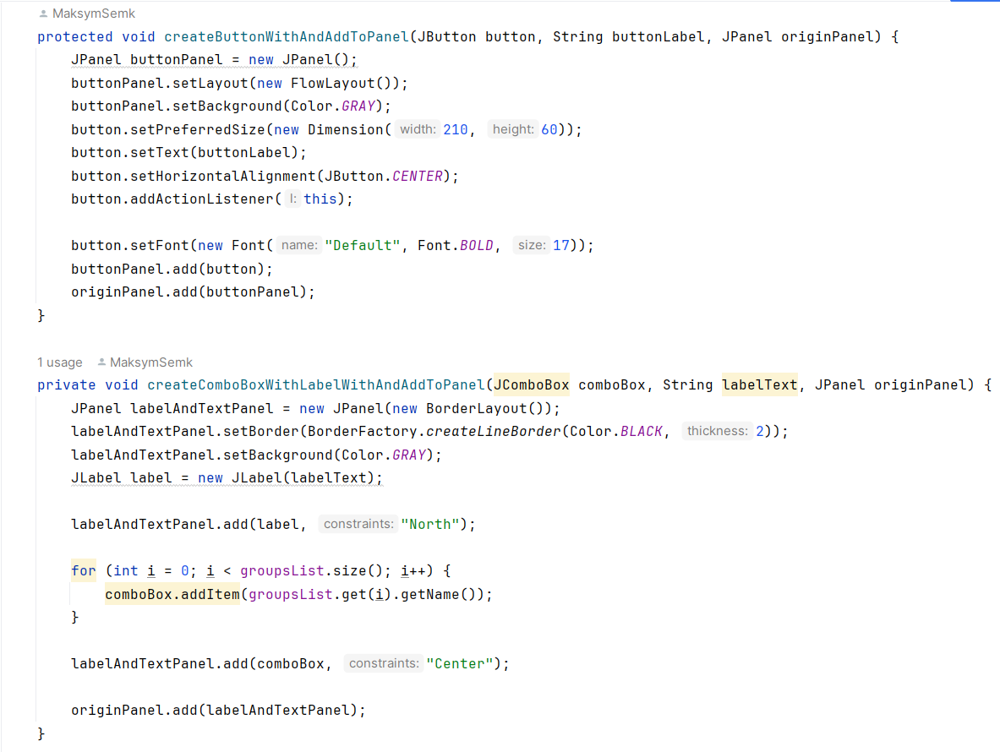 MaksymSemk
protected void createButtonWithAndAddToPanel(JButton button, String buttonLabel, JPanel originPanel) {
JPanel buttonPanel = new JPanel();
buttonPanel.setLayout(new FlowLayout());
buttonPanel.setBackground(Color.GRAY);
button.setPreferredSize(new Dimension( width: 210, height: 60));
button.setText(buttonLabel);
button.setHorizontalAlignment(JButton.CENTER);
button.addActionListener( l: this);
button.setFont(new Font( name: "Default", Font.BOLD, size: 17));
buttonPanel.add(button);
originPanel.add(buttonPanel);
}
1 usage MaksymSemk
private void createComboBoxWithLabelWithAndAddToPanel(JComboBox comboBox, String labelText, JPanel originPanel) {
JPanel labelAndTextPanel = new JPanel(new BorderLayout());
labelAndTextPanel.setBorder(BorderFactory.createLineBorder(Color.BLACK, thickness: 2));
labelAndTextPanel.setBackground(Color.GRAY);
JLabel label = new JLabel(labelText);
labelAndTextPanel.add(label, constraints: "North");
for (int i = 0; i < groupsList.size(); i++) {
comboBox.addItem(groupsList.get(i).getName());
}
labelAndTextPanel.add(comboBox, constraints: "Center");
originPanel.add(labelAndTextPanel);
}